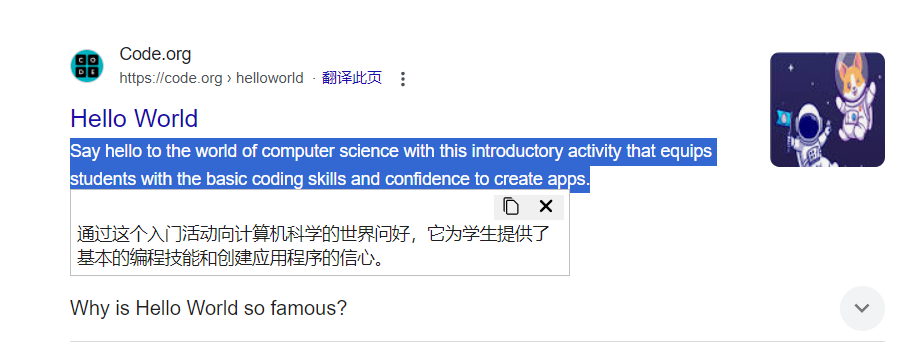 Code.org
https://code.org › helloworld · 翻译此页
Hello World
Say hello to the world of computer science with this introductory activity that equips
students with the basic coding skills and confidence to create apps.
通过这个入门活动向计算机科学的世界问好，它为学生提供了
基本的编程技能和创建应用程序的信心。
Why is Hello World so famous?
C O
D E